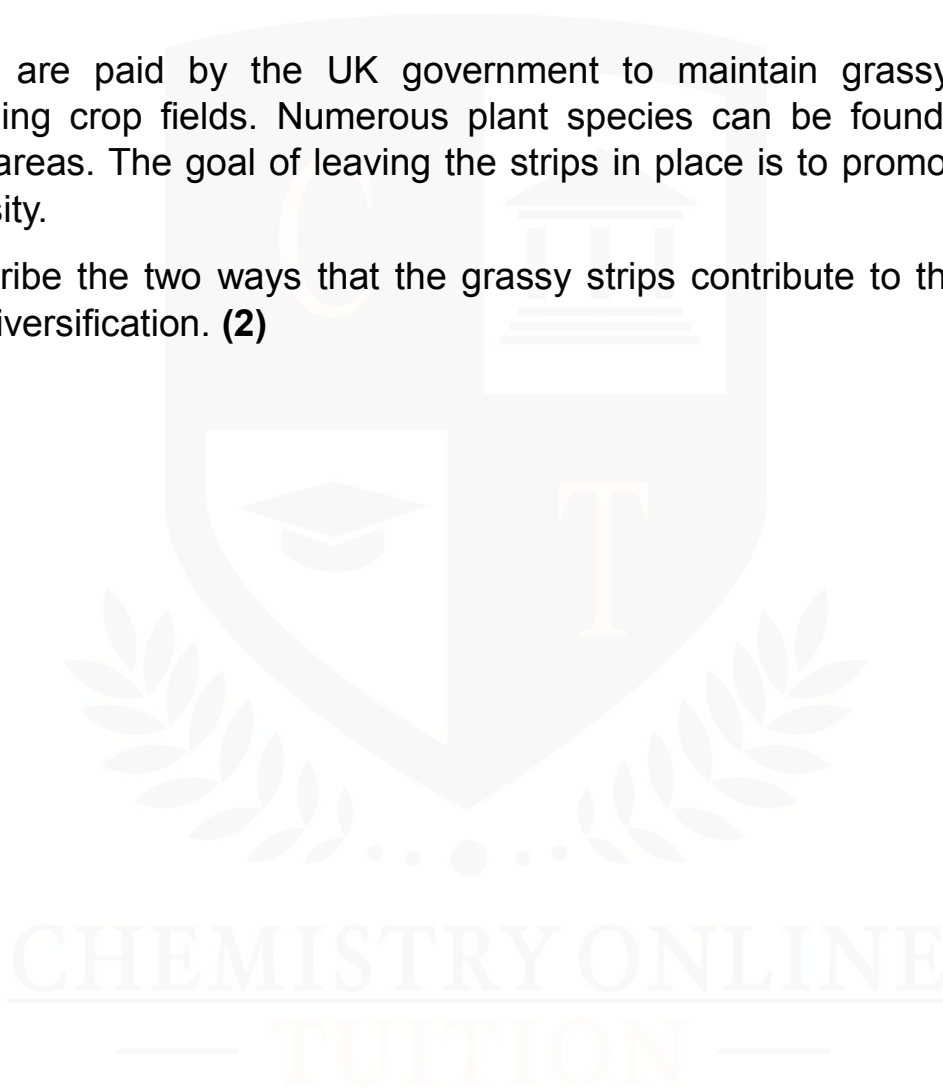 are paid by the UK government to maintain grassy
ing crop fields. Numerous plant species can be found
areas. The goal of leaving the strips in place is to promo
sity.
ribe the two ways that the grassy strips contribute to th
iversification. (2)
C
T
CHEMISTRY ONLINE
TUITION